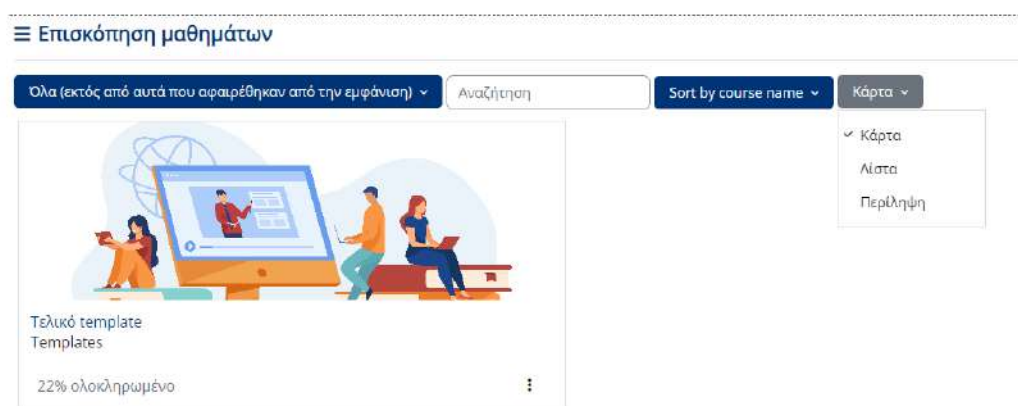 Επισκόπηση μαθημάτων
Όλα (εκτός από αυτά που αφαιρέθηκαν από την εμφάνιση) Αναζήτηση Sort by course name Κάρτα
Κάρτα
Λίστα
Περίληψη
Τελικό template
Templates
22% ολοκληρωμένο